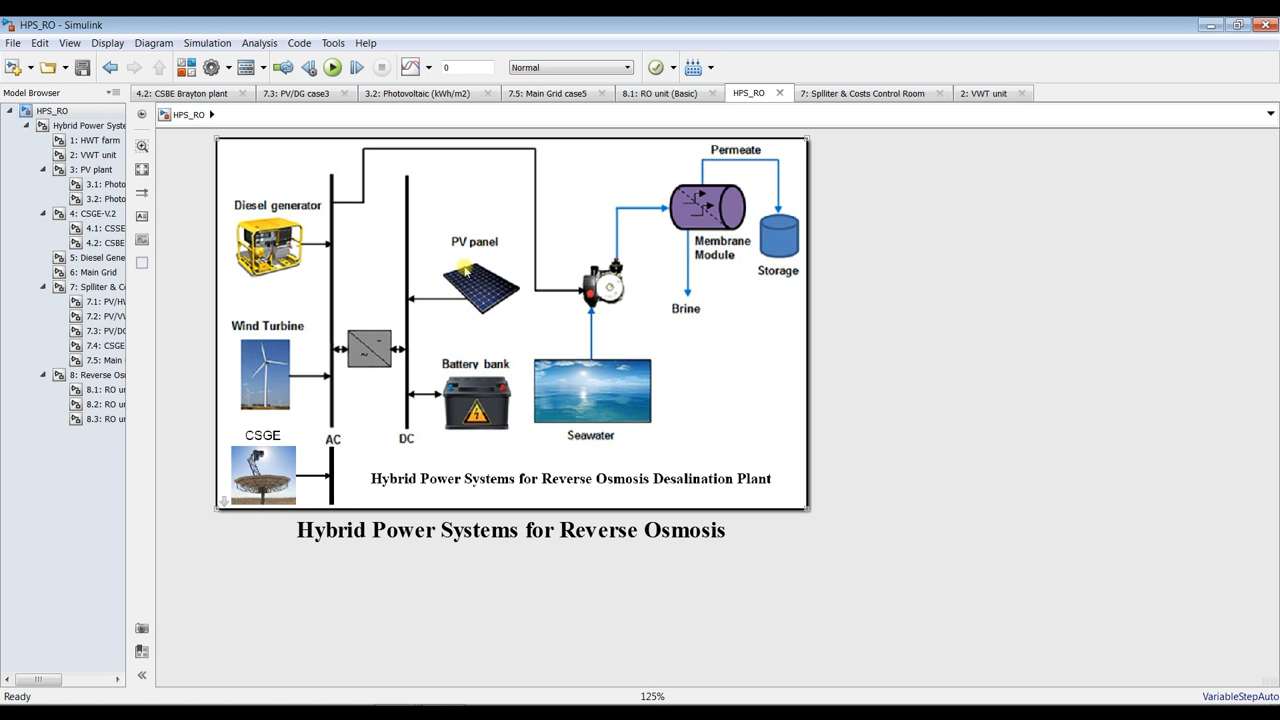 HPS_RO - Simulink
File Edit View Display Diagram Simulation Analysis Code Tools Help
0 Normal
Model Browser
4.2: CSBE Brayton plant
7.3: PV/DG case3
3.2: Photovoltaic (kWh/m2)
7.5: Main Grid case5
8.1: RO unit (Basic)
HPS_RO
7: Spiliter & Costs Control Room
2: VWT unit
HPS_RO
HPS_RO
Hybrid Power Syste
1: HWT farm
2: VWT unit
3: PV plant
3.1: Photo
3.2: Photo
4: CSGE-V.2
4.1: CSSE
4.2: CSBE
5: Diesel Gene
6: Main Grid
7: Spiliter & Co
7.1: PV/H
7.2: PV/V
7.3: PV/DG
7.4: CSGE
7.5: Main
8: Reverse Os
8.1: RO u
8.2: RO u
8.3: RO u
Permeate
Diesel generator
PV panel
Membrane
Module
Storage
Brine
Wind Turbine
Battery bank
Seawater
CSGE
AC
DC
Hybrid Power Systems for Reverse Osmosis Desalination Plant
Hybrid Power Systems for Reverse Osmosis
Ready
125%
VariableStepAuto